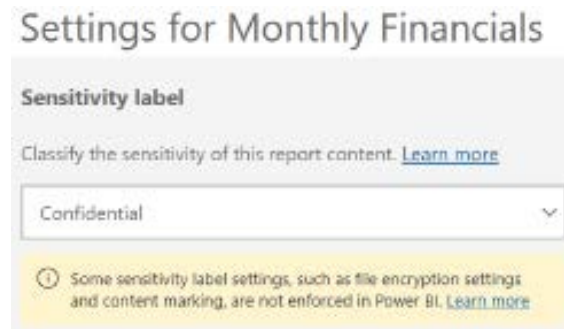 Settings for Monthly Financials
Sensitivity label
Classify the sensitivity of this report content. Learn more
Confidential
Some sensitivity label settings, such as file encryption settings
and content marking, are not enforced in Power BI. Learn more